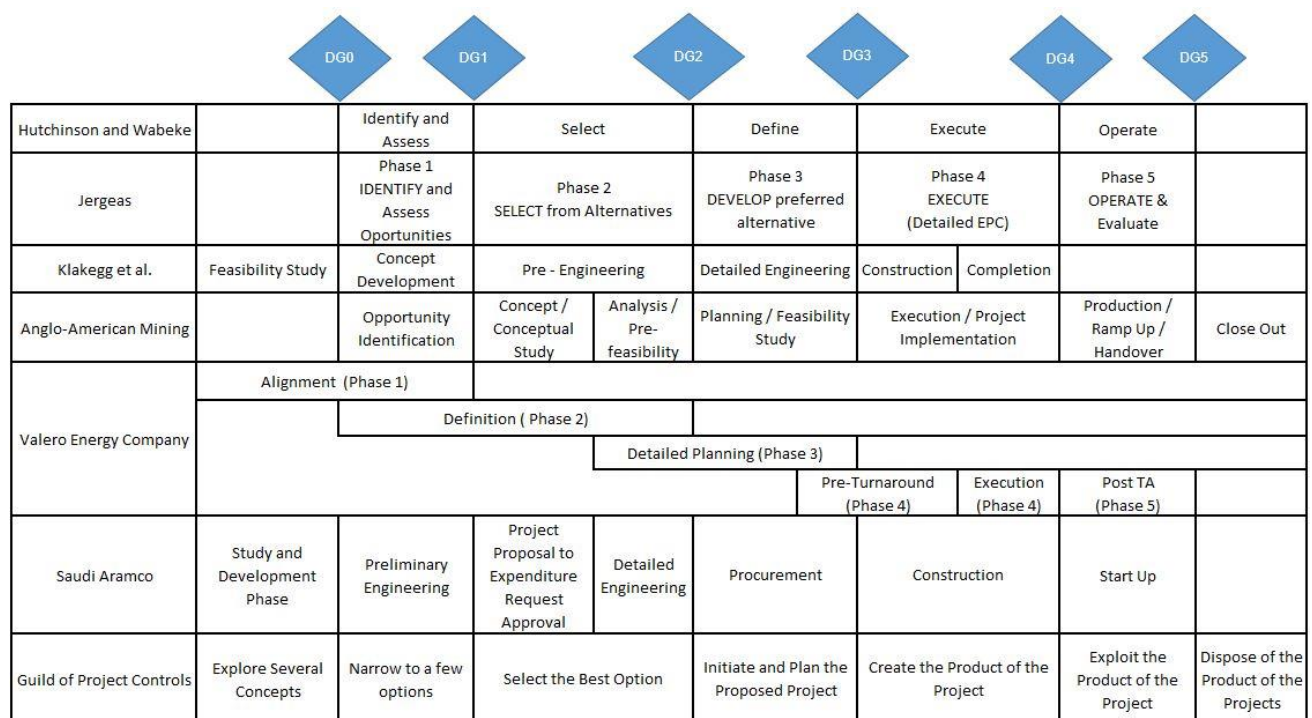 DG0 DG1 DG2 DG3 DG4 DG5
Hutchinson and Wabeke
Identify and
Assess
Select
Define
Execute
Operate
Jergeas
Phase 1
IDENTIFY and
Assess
Oportunities
Phase 2
SELECT from Alternatives
Phase 3
DEVELOP preferred
alternative
Phase 4
EXECUTE
(Detailed EPC)
Phase 5
OPERATE &
Evaluate
Klakegg et al.
Feasibility Study
Concept
Development
Pre - Engineering
Detailed Engineering
Construction
Completion
Anglo-American Mining
Opportunity
Identification
Concept /
Conceptual
Study
Analysis /
Pre-
feasibility
Planning / Feasibility
Study
Execution / Project
Implementation
Production /
Ramp Up /
Handover
Close Out
Valero Energy Company
Alignment (Phase 1)
Definition ( Phase 2)
Detailed Planning (Phase 3)
Pre-Turnaround
(Phase 4)
Execution
(Phase 4)
Post TA
(Phase 5)
Saudi Aramco
Study and
Development
Phase
Preliminary
Engineering
Project
Proposal to
Expenditure
Request
Approval
Detailed
Engineering
Procurement
Construction
Start Up
Guild of Project Controls
Explore Several
Concepts
Narrow to a few
options
Select the Best Option
Initiate and Plan the
Proposed Project
Create the Product of the
Project
Exploit the
Product of the
Project
Dispose of the
Product of the
Projects